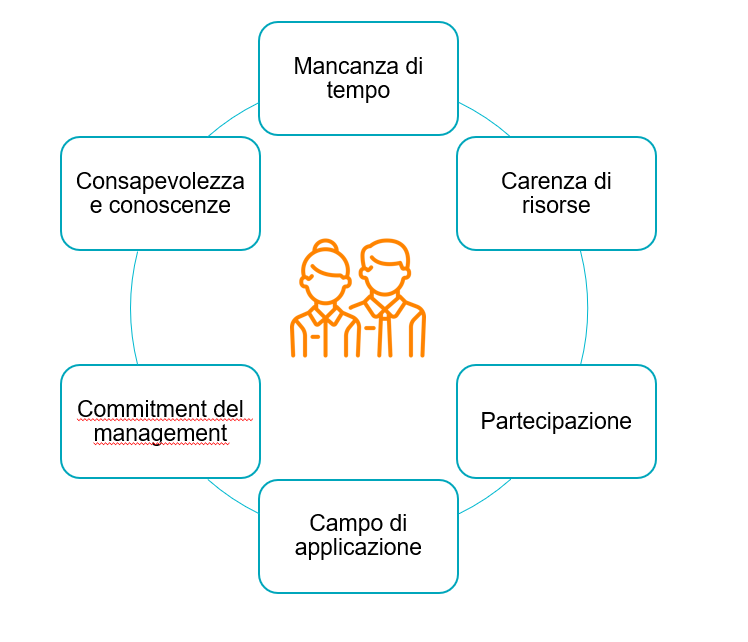 Mancanza di
tempo
Consapevolezza
e conoscenze
Carenza di
risorse
Commitment del
management
Partecipazione
Campo di
applicazione